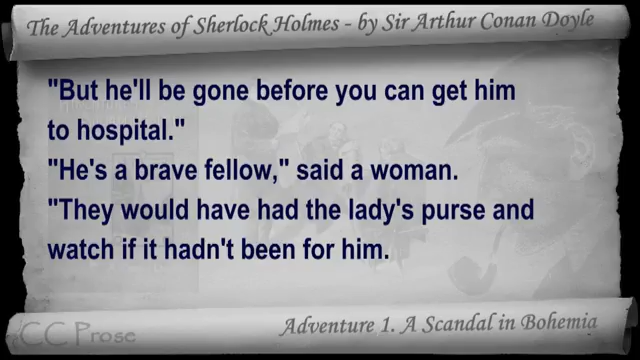 The Adventures of Sherlock Holmes - by Sir Arthur Conan Doyle
"But he'll be gone before you can get him
to hospital."
"He's a brave fellow," said a woman.
"They would have had the lady's purse and
watch if it hadn't been for him.
CC Prose
Adventure 1. A Scandal in Bohemia